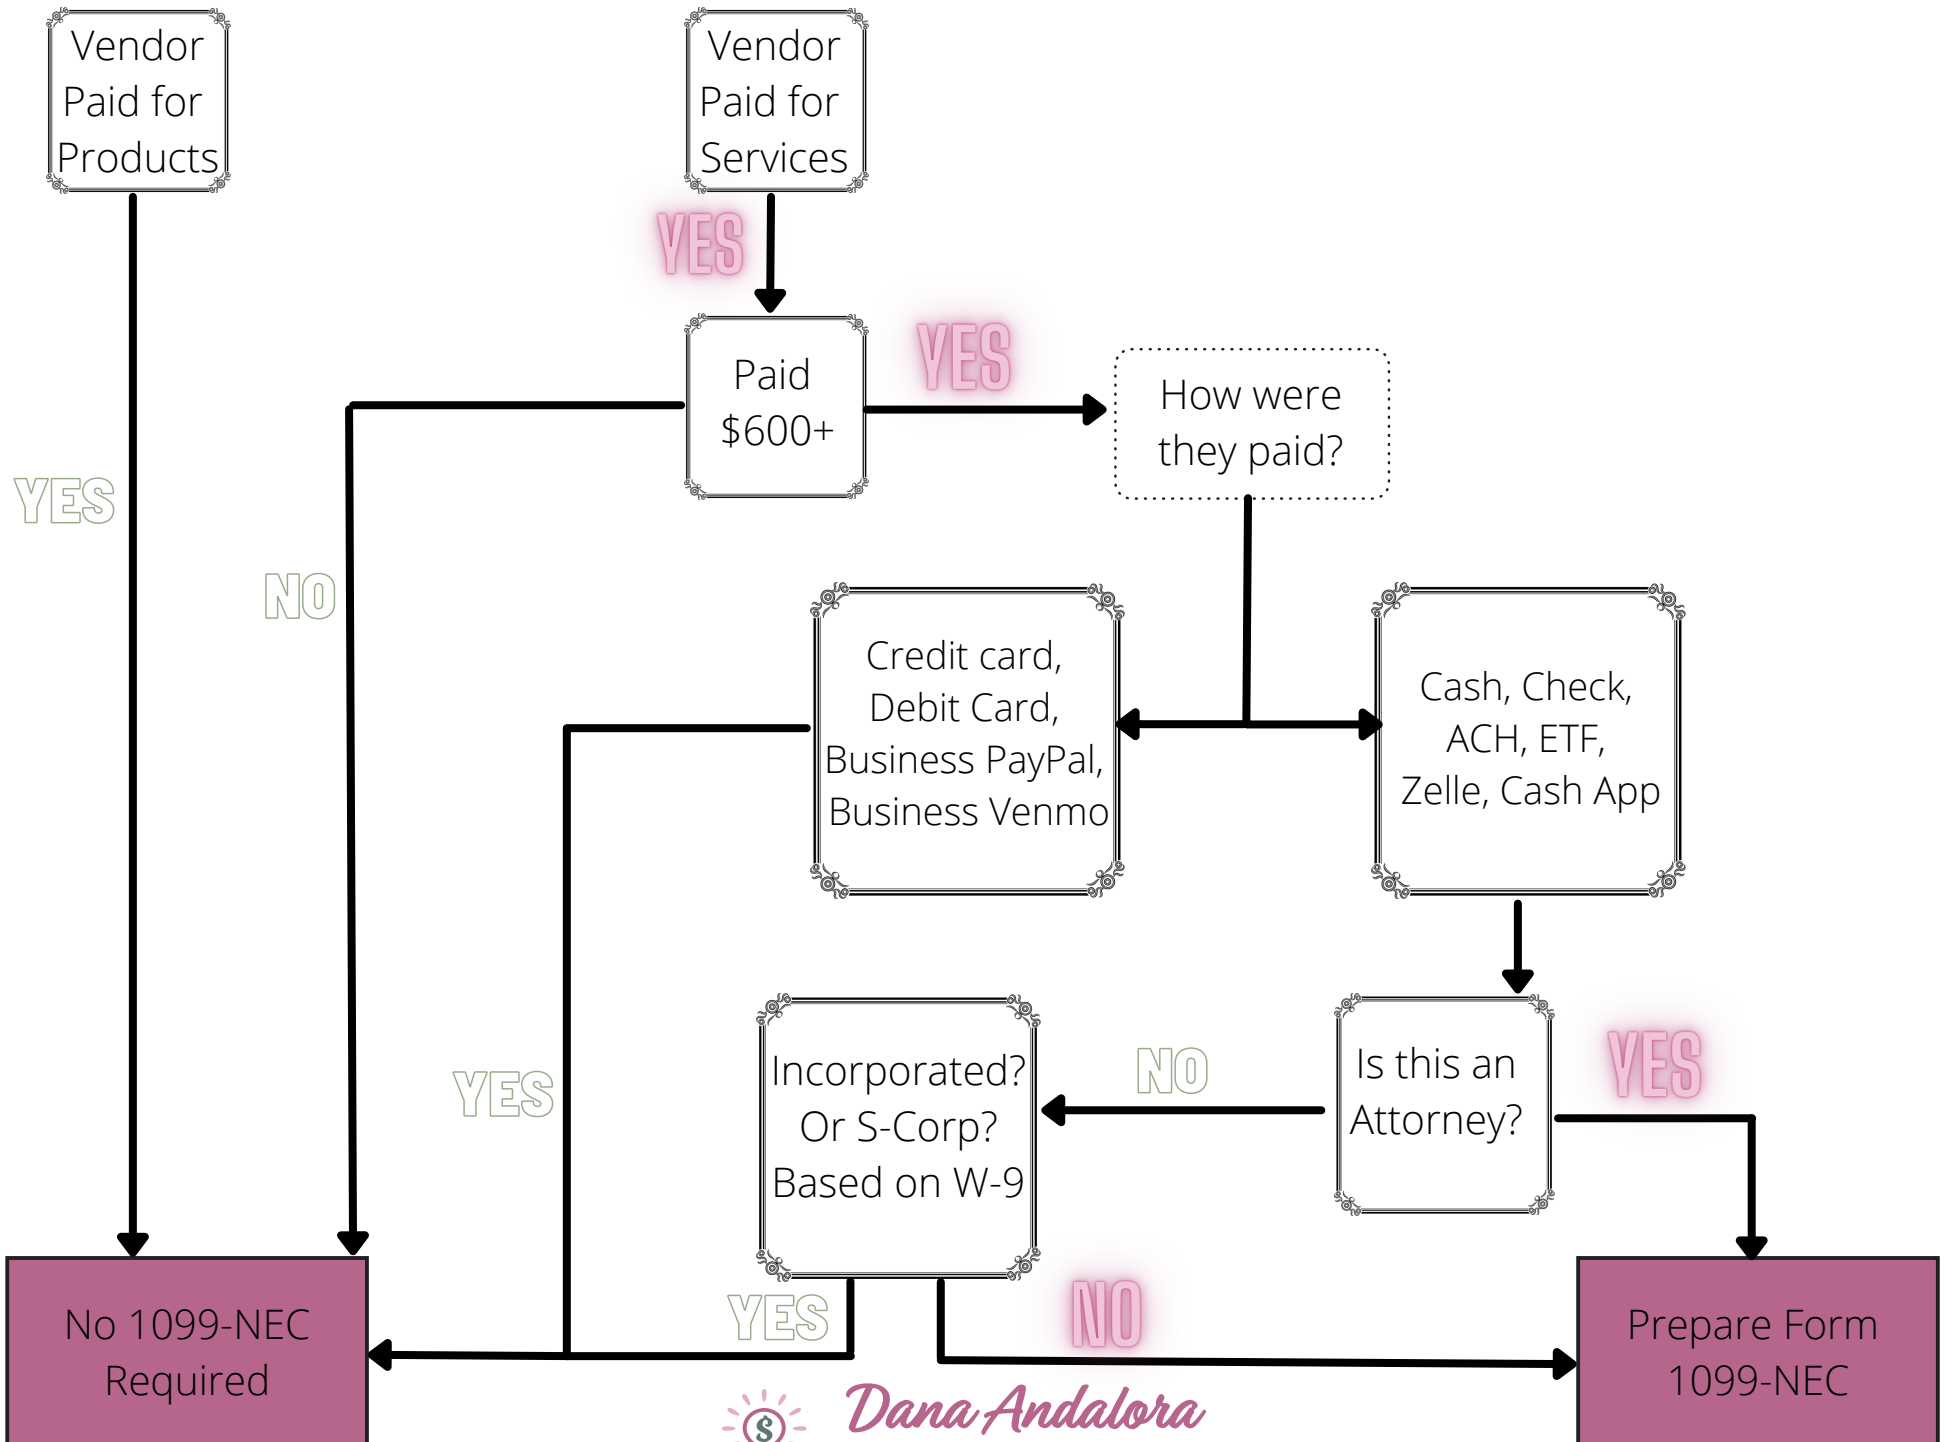 Vendor
Paid for
Products
Vendor
Paid for
Services
YES
Paid
$600+
YES
How were
they paid?
YES
NO
Credit card,
Debit Card,
Business PayPal,
Business Venmo
Cash, Check,
ACH, ETF,
Zelle, Cash App
YES
Incorporated?
Or S-Corp?
Based on W-9
NO
Is this an
Attorney?
YES
YES
NO
No 1099-NEC
Required
Prepare Form
1099-NEC
$
Dana Andalora